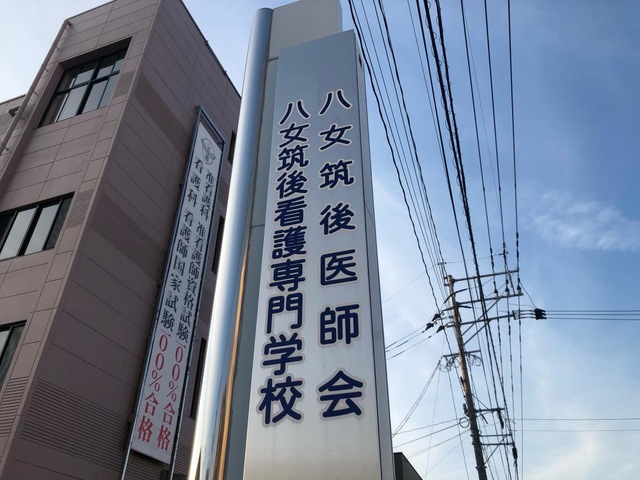 八女筑後医師会
八女筑後看護専門学校
准看護科 准看護師資格試験 100%合格
看護科 看護師国家試験 100%合格